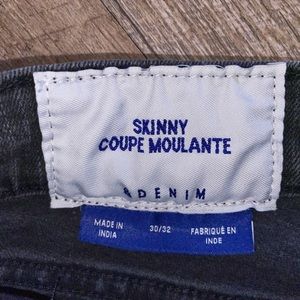 SKINNY
COUPE MOULANTE
&DENIM
MADE IN INDIA
30/32
FABRIQUÉ EN INDE